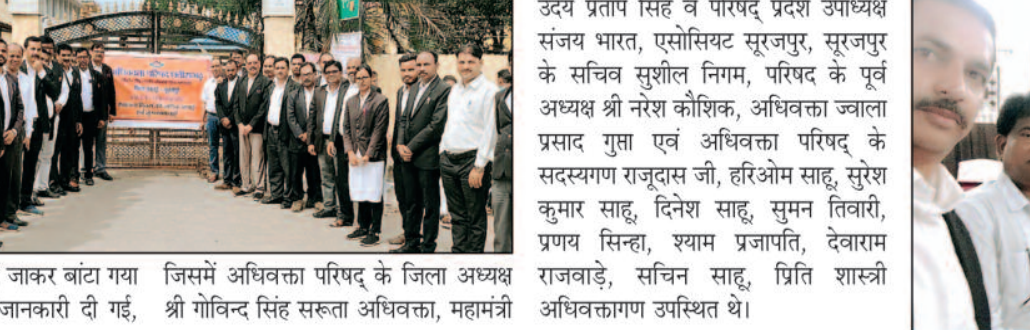 जाकर बांटा गया
जानकारी दी गई,
जिसमें अधिवक्ता परिषद् के जिला अध्यक्ष
श्री गोविन्द सिंह सरूता अधिवक्ता, महामंत्री
उदय प्रताप सिंह व परिषद् प्रदेश उपाध्यक्ष
संजय भारत, एसोसियट सूरजपुर, सूरजपुर
के सचिव सुशील निगम, परिषद के पूर्व
अध्यक्ष श्री नरेश कौशिक, अधिवक्ता ज्वाला
प्रसाद गुप्ता एवं अधिवक्ता परिषद् के
सदस्यगण राजूदास जी, हरिओम साहू, सुरेश
कुमार साहू, दिनेश साहू, सुमन तिवारी,
प्रणय सिन्हा, श्याम प्रजापति, देवाराम
राजवाड़े, सचिन साहू, प्रिति शास्त्री
अधिवक्तागण उपस्थित थे।